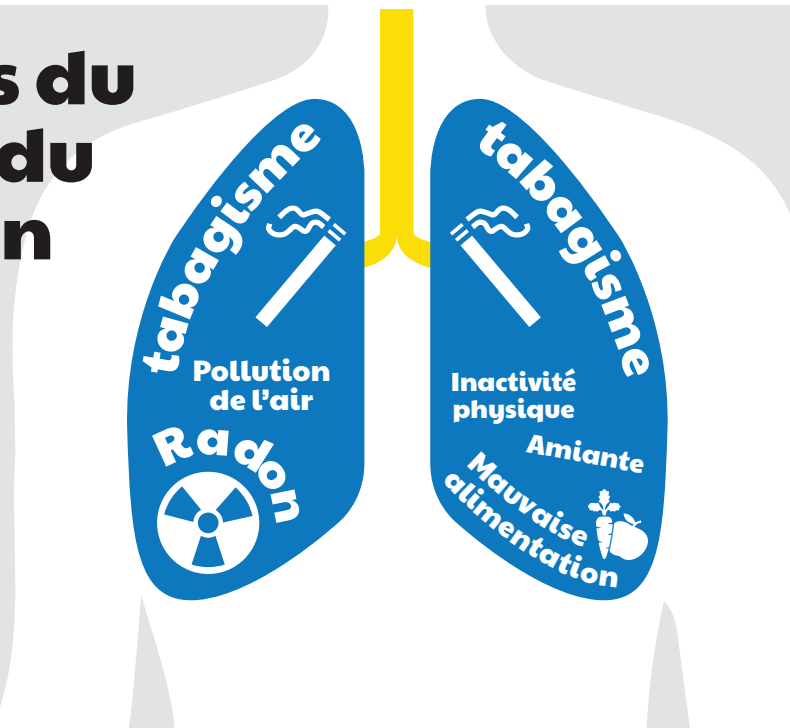 s du
du
n
tabagisme
Pollution
de l’air
Radon
tabagisme
Inactivité
physique
Amiante
Mauvaise
alimentation